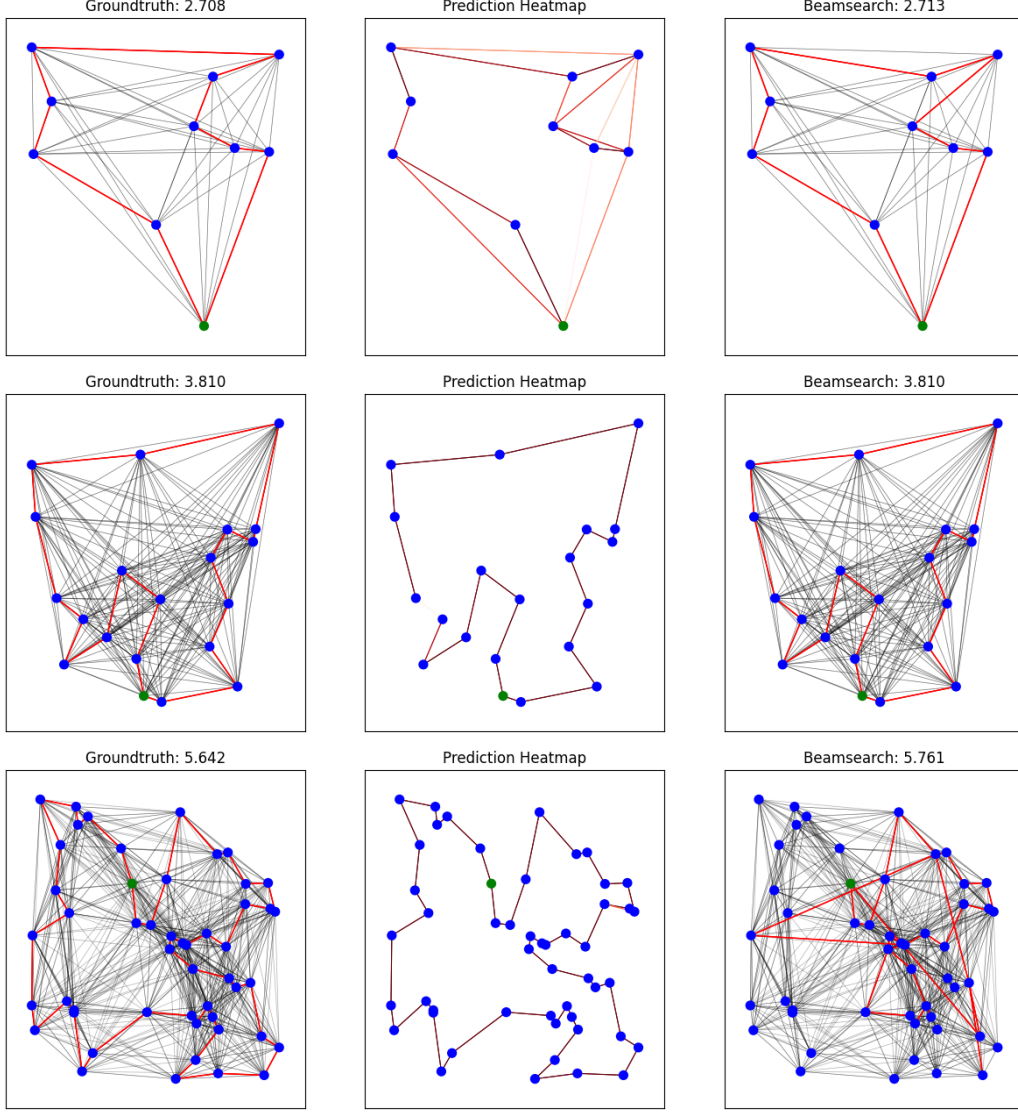 Groundtruth: 2.708
Prediction Heatmap
Beamsearch: 2.713
Groundtruth: 3.810
Prediction Heatmap
Beamsearch: 3.810
Groundtruth: 5.642
Prediction Heatmap
Beamsearch: 5.761